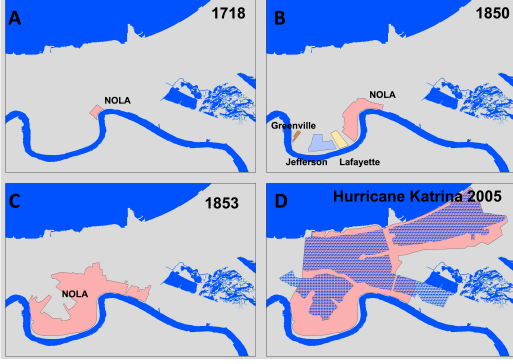 A 1718
NOLA
B 1850
NOLA
Greenville
Jefferson Lafayette
C 1853
NOLA
D Hurricane Katrina 2005